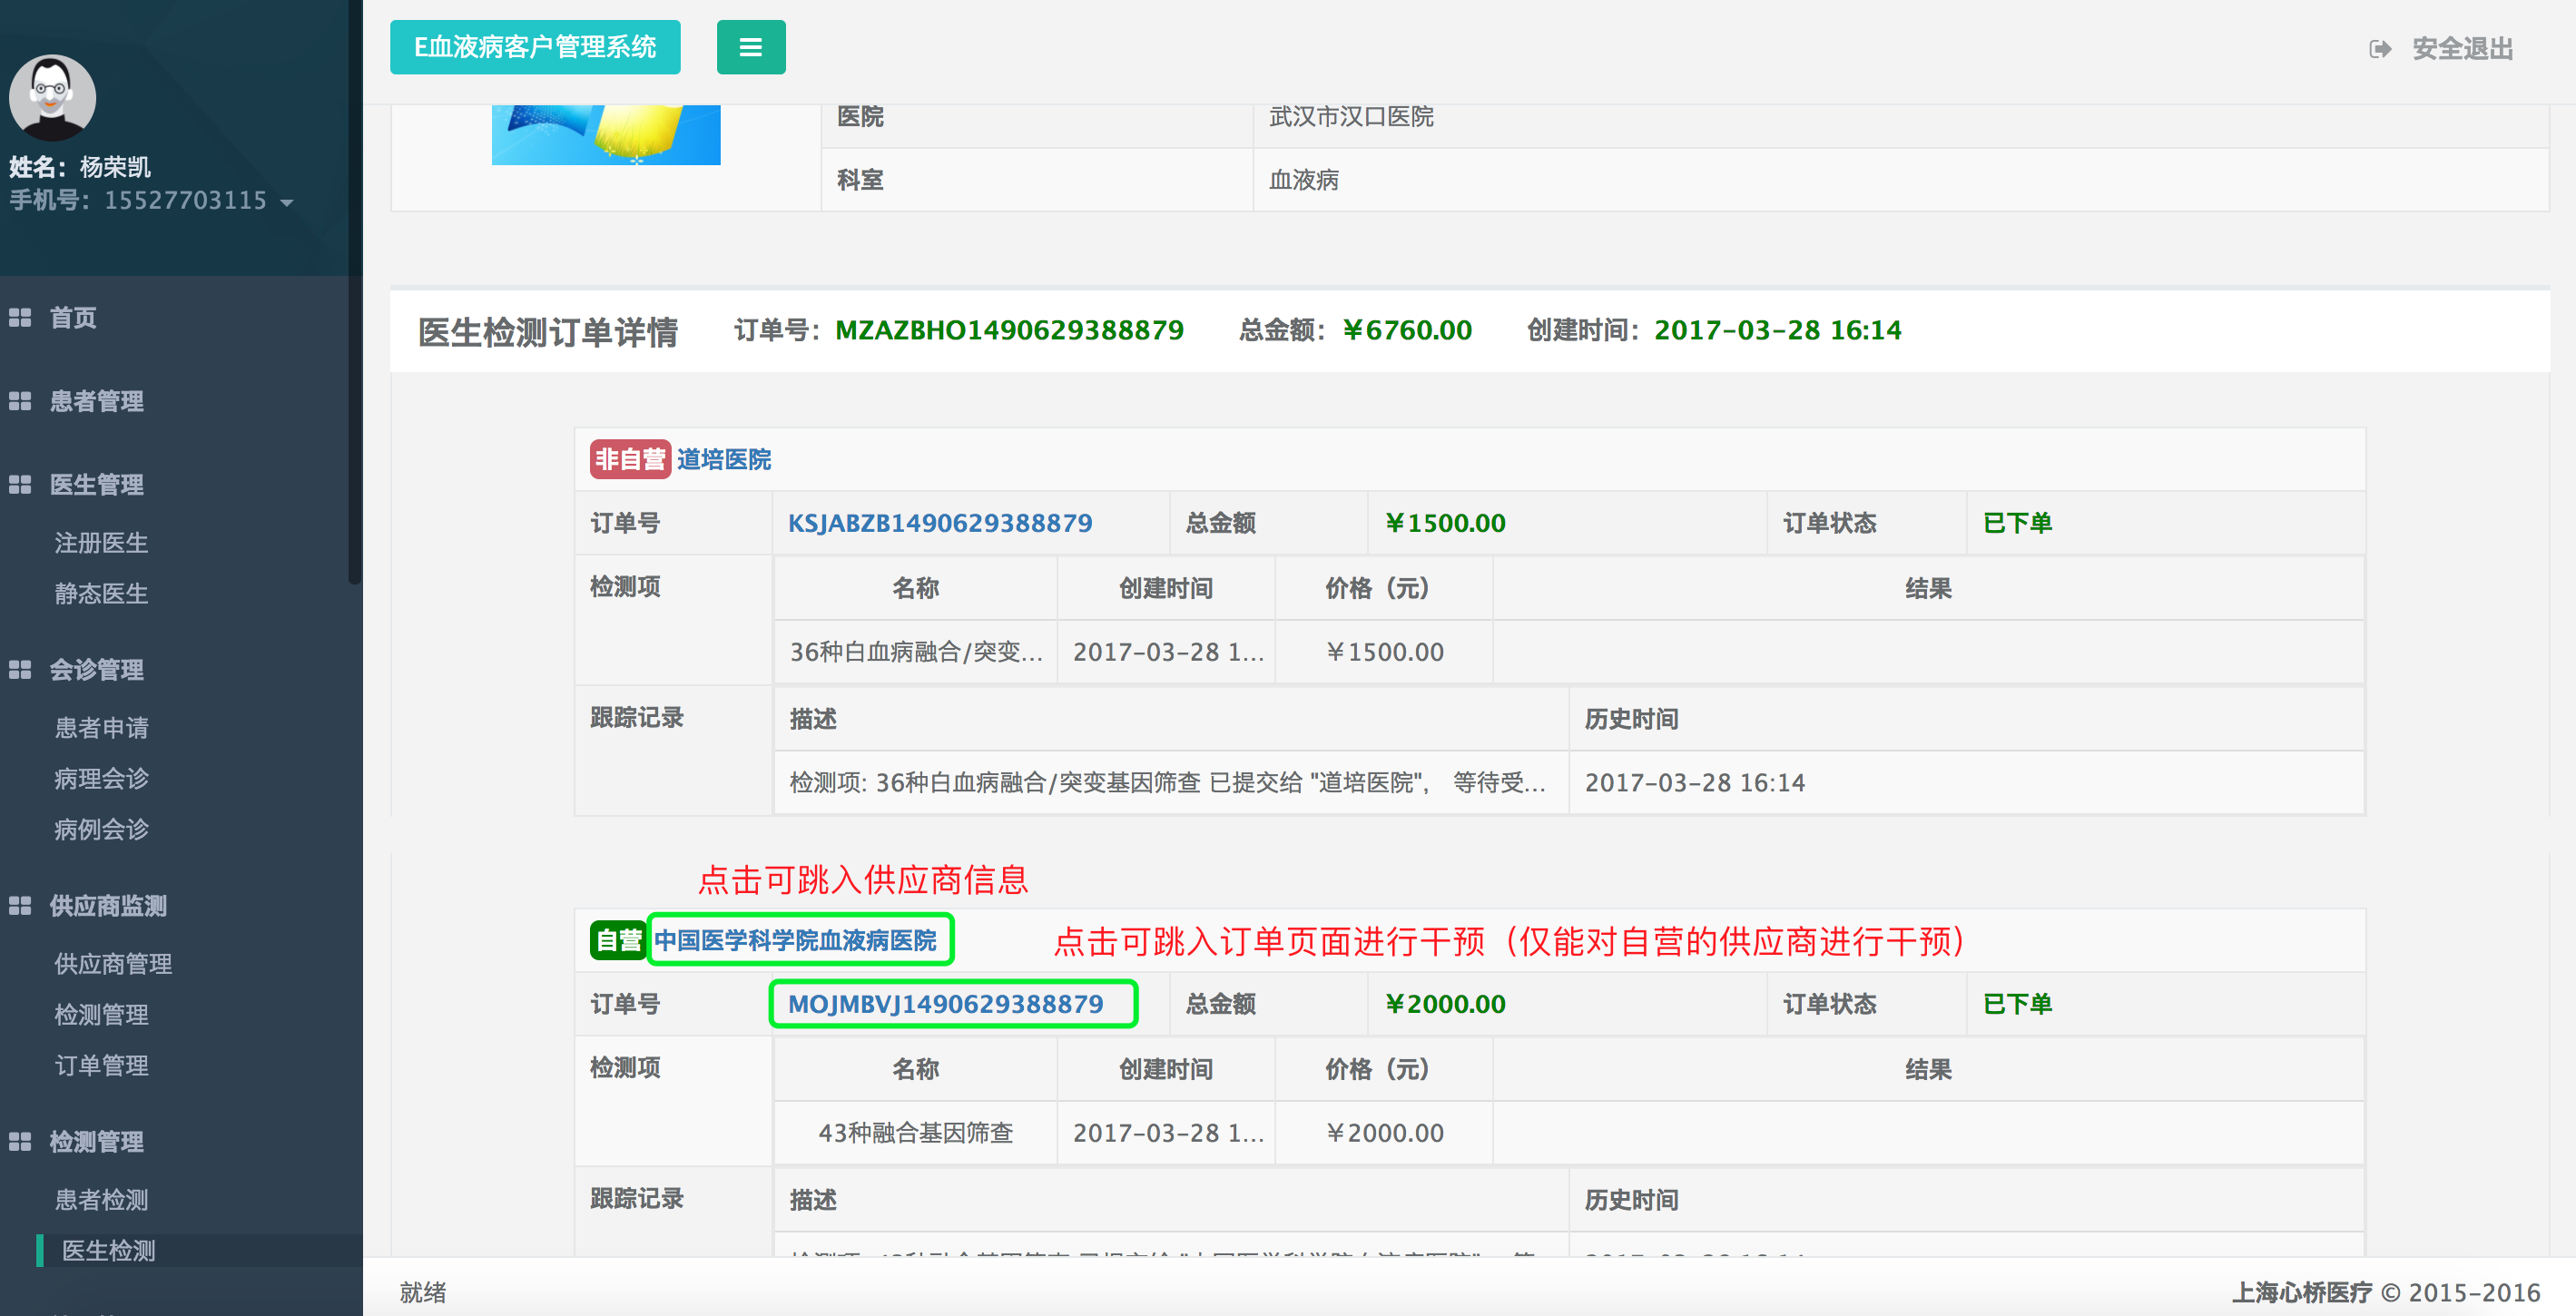 E血液病客户管理系统
安全退出
姓名：杨荣凯
手机号：15527703115
首页
患者管理
医生管理
注册医生
静态医生
会诊管理
患者申请
病理会诊
病例会诊
供应商监测
供应商管理
检测管理
订单管理
检测管理
患者检测
医生检测
医院 武汉市汉口医院
科室 血液病
医生检测订单详情 订单号：MZAZBHO1490629388879 总金额：￥6760.00 创建时间：2017-03-28 16:14
非自营 道培医院
订单号 KSJABZB1490629388879 总金额 ￥1500.00 订单状态 已下单
检测项 名称 创建时间 价格（元） 结果
36种白血病融合/突变... 2017-03-28 1... ￥1500.00
跟踪记录 描述 历史时间
检测项: 36种白血病融合/突变基因筛查 已提交给 "道培医院"， 等待受... 2017-03-28 16:14
点击可跳入供应商信息
自营 中国医学科学院血液病医院 点击可跳入订单页面进行干预（仅能对自营的供应商进行干预）
订单号 MOJMBVJ1490629388879 总金额 ￥2000.00 订单状态 已下单
检测项 名称 创建时间 价格（元） 结果
43种融合基因筛查 2017-03-28 1... ￥2000.00
跟踪记录 描述 历史时间
就绪
上海心桥医疗 © 2015-2016